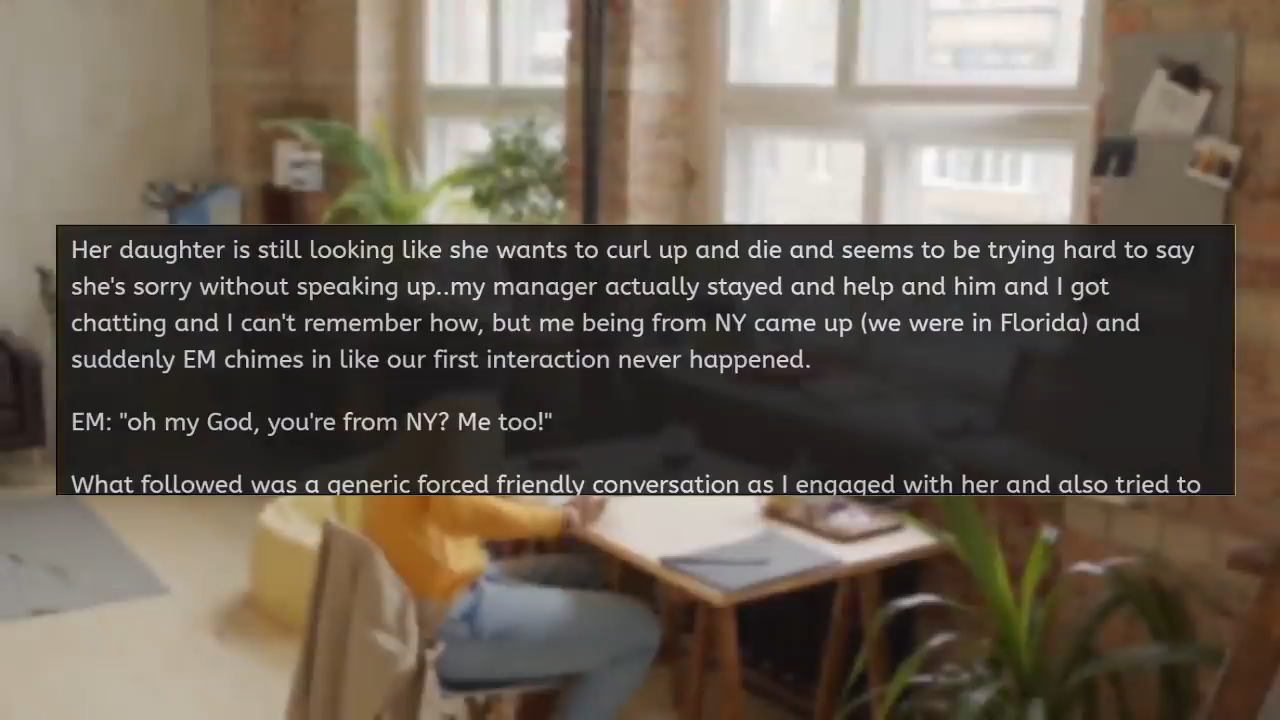 Her daughter is still looking like she wants to curl up and die and seems to be trying hard to say
she's sorry without speaking up..my manager actually stayed and help and him and I got
chatting and I can't remember how, but me being from NY came up (we were in Florida) and
suddenly EM chimes in like our first interaction never happened.
EM: "oh my God, you're from NY? Me too!"
What followed was a generic forced friendly conversation as I engaged with her and also tried to